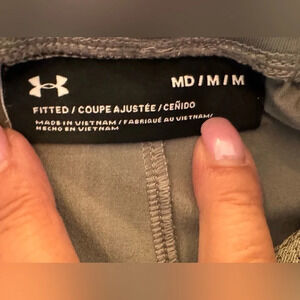 MD / M / M
FITTED / COUPE AJUSTÉE / CEÑIDO
MADE IN VIETNAM / FABRIQUÉ AU VIETNAM/
HECHO EN VIETNAM